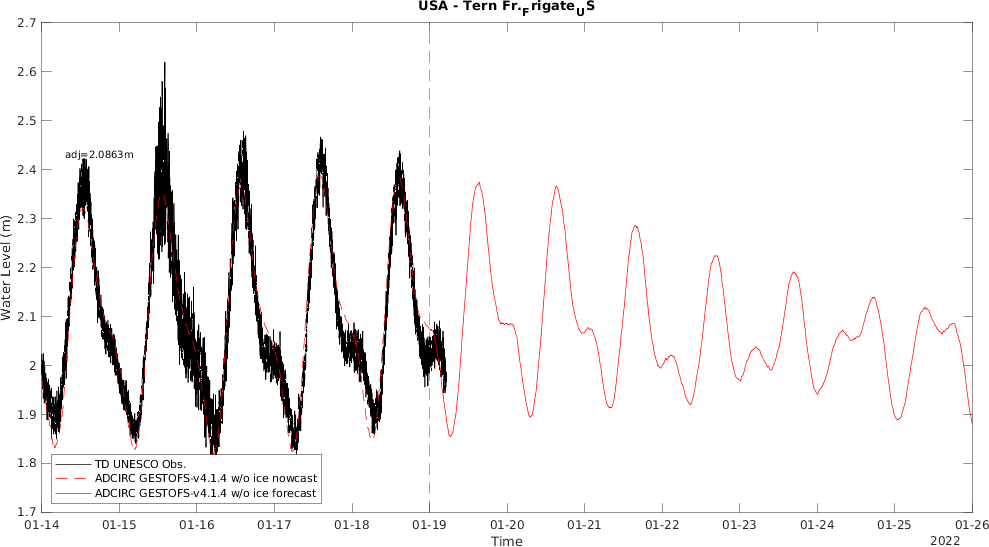 USA - Tern Fr.FrigateUS
2.7
2.6
2.5
2.4
2.3
2.2
2.1
2
1.9
1.8
1.7
Water Level (m)
adj=2.0863m
TD UNESCO Obs.
ADCIRC GESTOFS-v4.1.4 w/o ice nowcast
ADCIRC GESTOFS-v4.1.4 w/o ice forecast
01-14 01-15 01-16 01-17 01-18 01-19 01-20 01-21 01-22 01-23 01-24 01-25 01-26
Time
2022